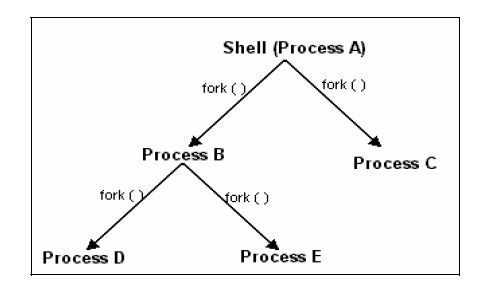 Shell (Process A)
fork ( )
fork ( )
Process B
Process C
fork ( )
fork ( )
Process D
Process E